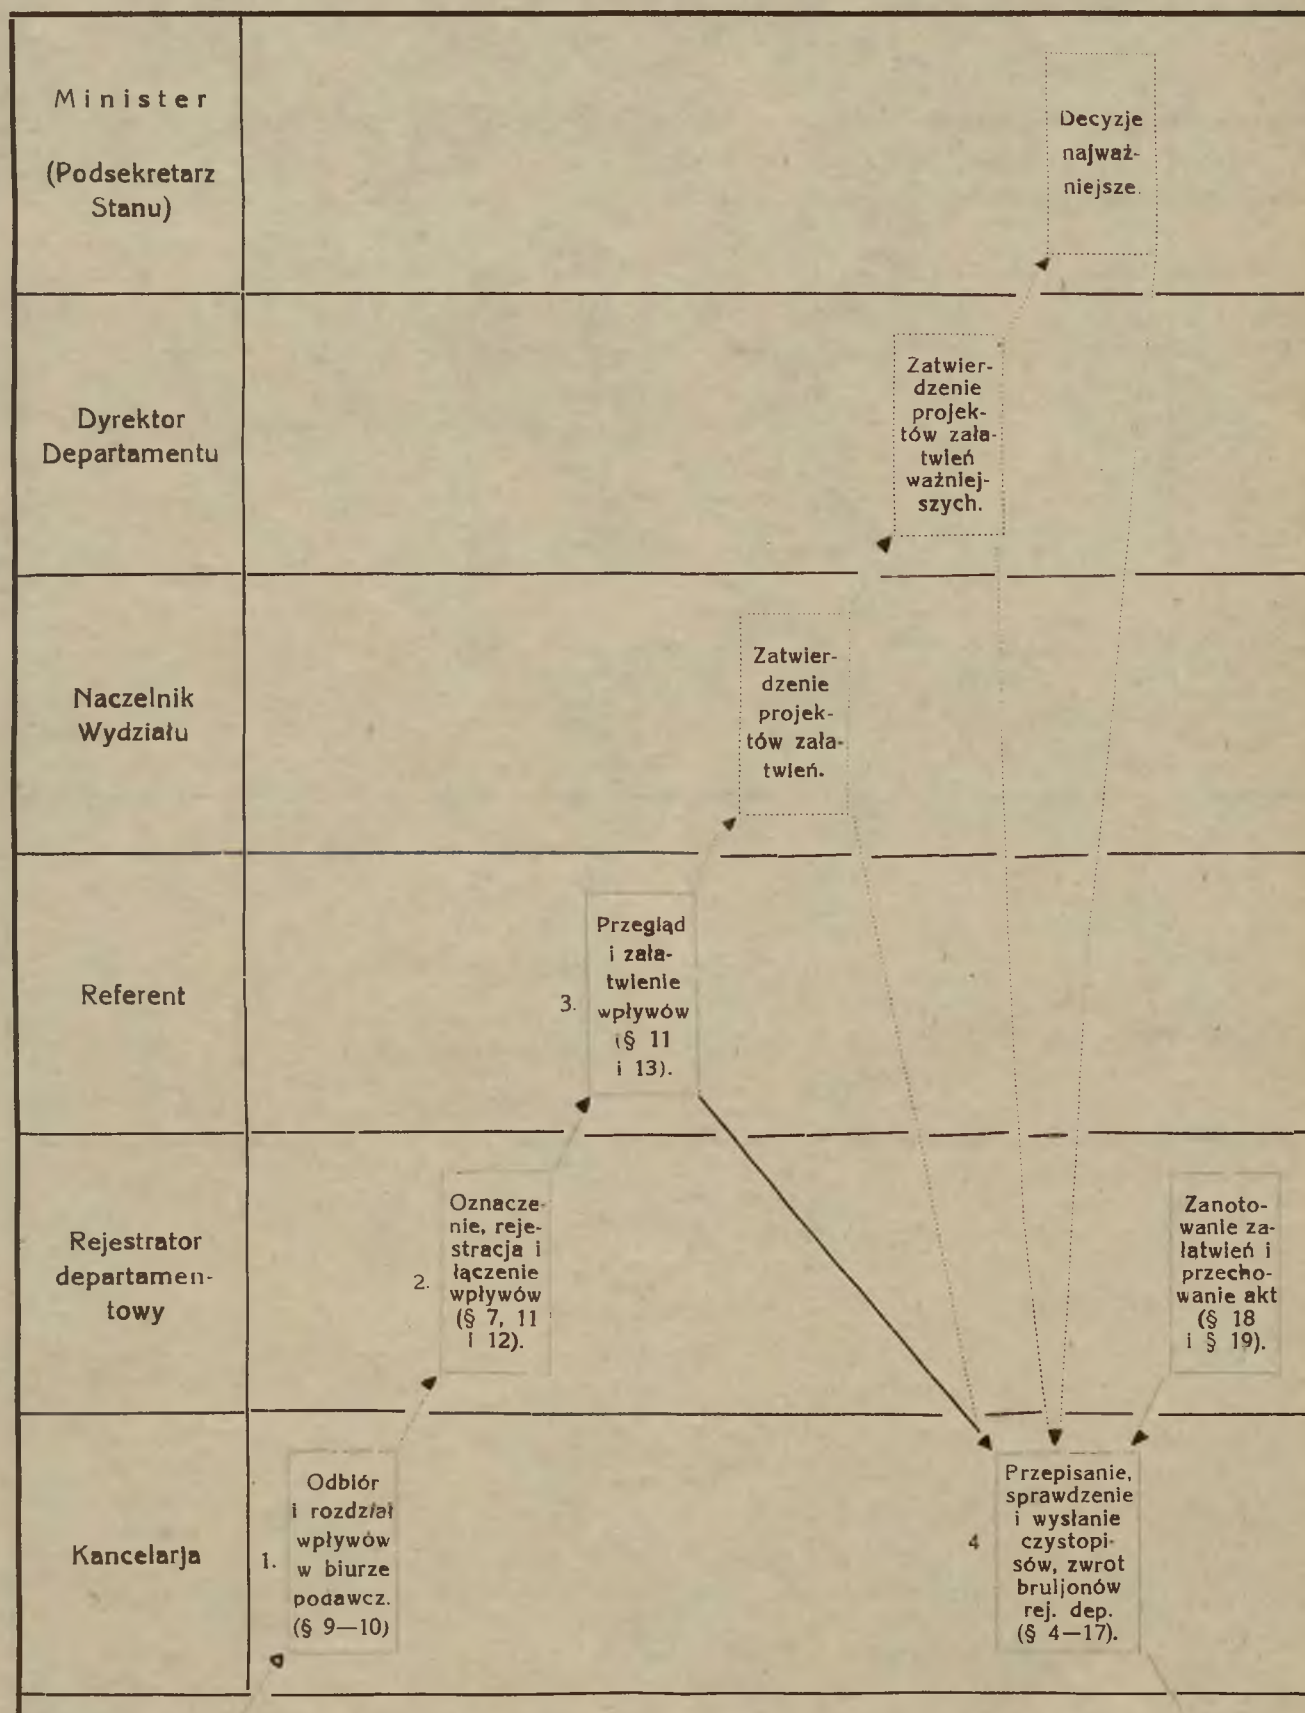 Minister
(Podsekretarz
Stanu)
Decyzje
najważ-
niejsze.
Dyrektor
Departamentu
Zatwier-
dzenie
projek-
tów zała-
twień
ważniej-
szych.
Naczelnik
Wydziału
Zatwier-
dzenie
projek-
tów zała-
twień.
Referent
3.
Przegląd
i zała-
twienie
wpływów
(§ 11
i 13).
Rejestrator
departamen-
towy
2.
Oznacze-
nie, reje-
stracja i
łączenie
wpływów
(§ 7, 11
i 12).
Zanoto-
wanie za-
łatwień i
przecho-
wanie akt
(§ 18
i § 19).
Kancelarja
1.
Odbiór
i rozdział
wpływów
w biurze
podawcz.
(§ 9—10)
4
Przepisanie,
sprawdzenie
i wysłanie
czystopi-
sów, zwrot
bruljonów
rej. dep.
(§ 4—17).